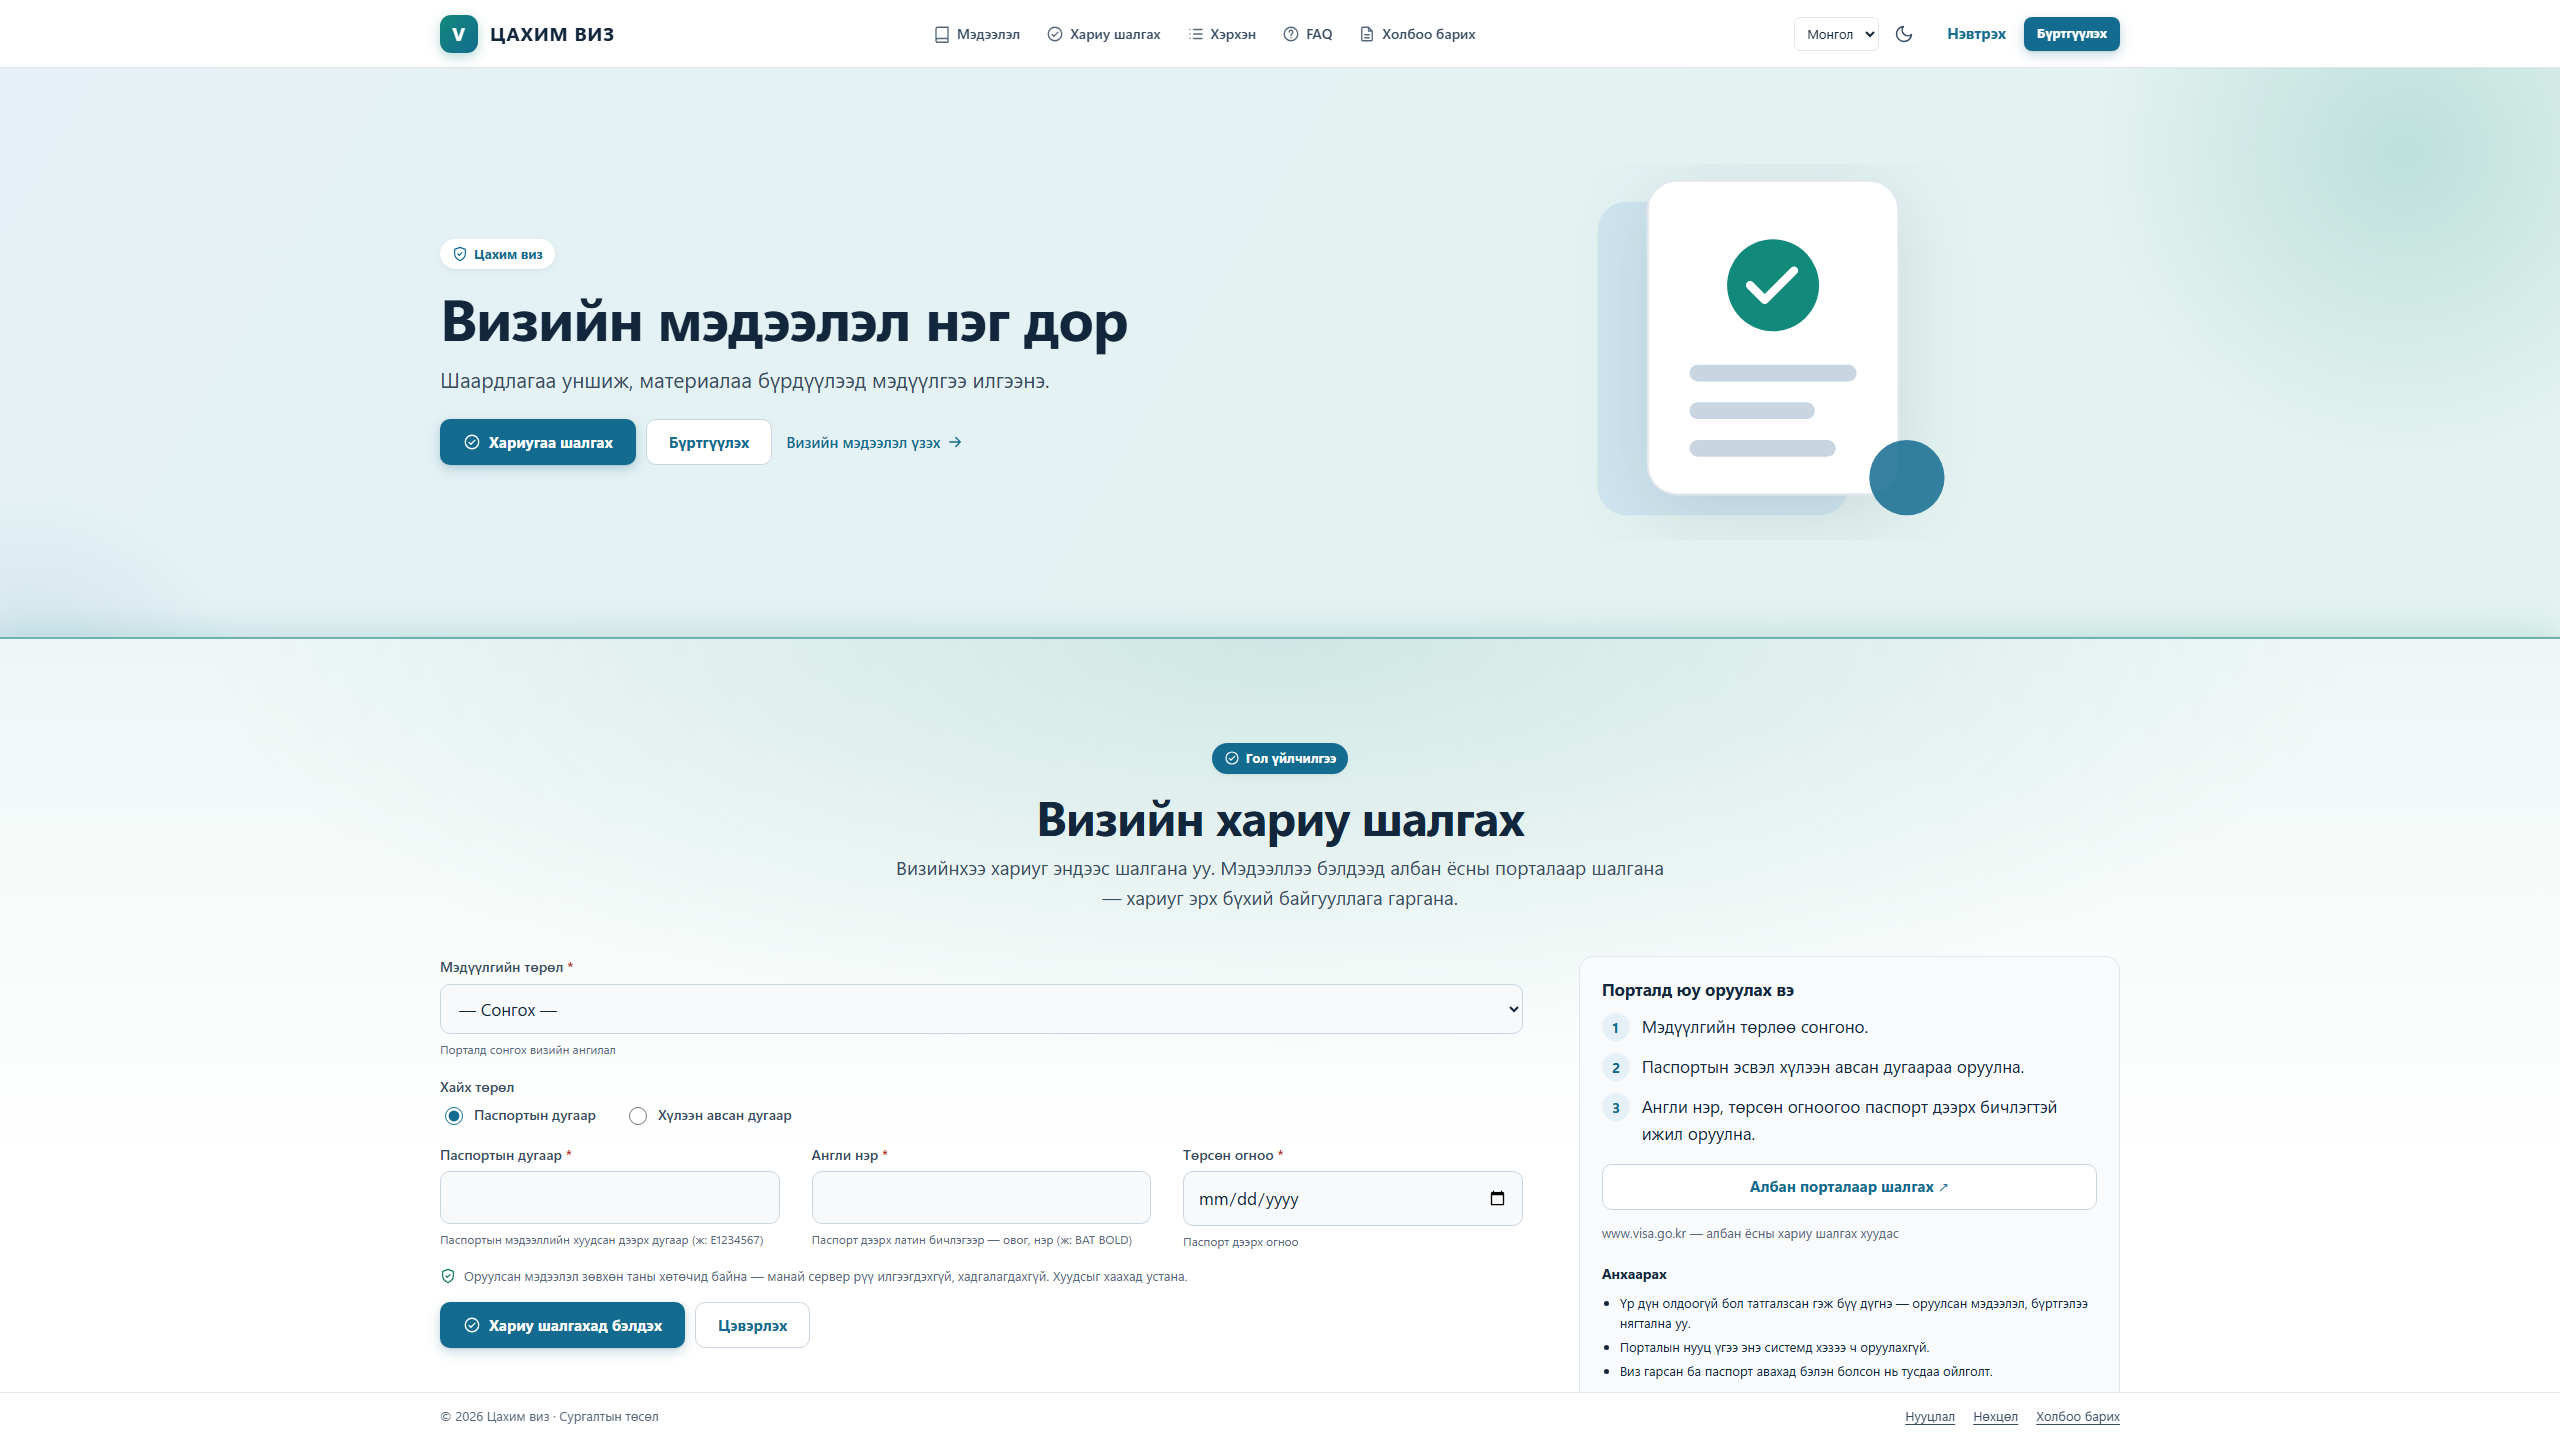 V ЦАХИМ ВИЗ
Мэдээлэл
Хариу шалгах
Хэрхэн
FAQ
Холбоо барих
Монгол
Нэвтрэх
Бүртгүүлэх
Цахим виз
Визийн мэдээлэл нэг дор
Шаардлагаа уншиж, материалаа бүрдүүлээд мэдүүлгээ илгээнэ.
Хариугаа шалгах
Бүртгүүлэх
Визийн мэдээлэл үзэх →
Гол үйлчилгээ
Визийн хариу шалгах
Визийнхээ хариуг эндээс шалгана уу. Мэдээллээ бэлдээд албан ёсны порталаар шалгана
— хариуг эрх бүхий байгууллага гаргана.
Мэдүүлгийн төрөл *
— Сонгох —
Порталд сонгох визийн ангилал
Хайх төрөл
Паспортын дугаар
Хүлээн авсан дугаар
Паспортын дугаар *
Паспортын мэдээллийн хуудсан дээрх дугаар (ж: E1234567)
Англи нэр *
Паспорт дээрх латин бичлэгээр — овог, нэр (ж: BAT BOLD)
Төрсөн огноо *
mm/dd/yyyy
Паспорт дээрх огноо
Оруулсан мэдээлэл зөвхөн таны хөтөчид байна — манай сервер рүү илгээгдэхгүй, хадгалагдахгүй. Хуудсыг хаахад устана.
Хариу шалгахад бэлдэх
Цэвэрлэх
Порталд юу оруулах вэ
1 Мэдүүлгийн төрлөө сонгоно.
2 Паспортын эсвэл хүлээн авсан дугаараа оруулна.
3 Англи нэр, төрсөн огноогоо паспорт дээрх бичлэгтэй
ижил оруулна.
Албан порталаар шалгах ↗
www.visa.go.kr — албан ёсны хариу шалгах хуудас
Анхаарах
• Үр дүн олдоогүй бол татгалзсан гэж бүү дүгнэ — оруулсан мэдээлэл, бүртгэлээ
нягтална уу.
• Порталын нууц үгээ энэ системд хэзээ ч оруулахгүй.
• Виз гарсан ба паспорт авахад бэлэн болсон нь тусдаа ойлголт.
© 2026 Цахим виз · Сургалтын төсөл
Нууцлал
Нөхцөл
Холбоо барих